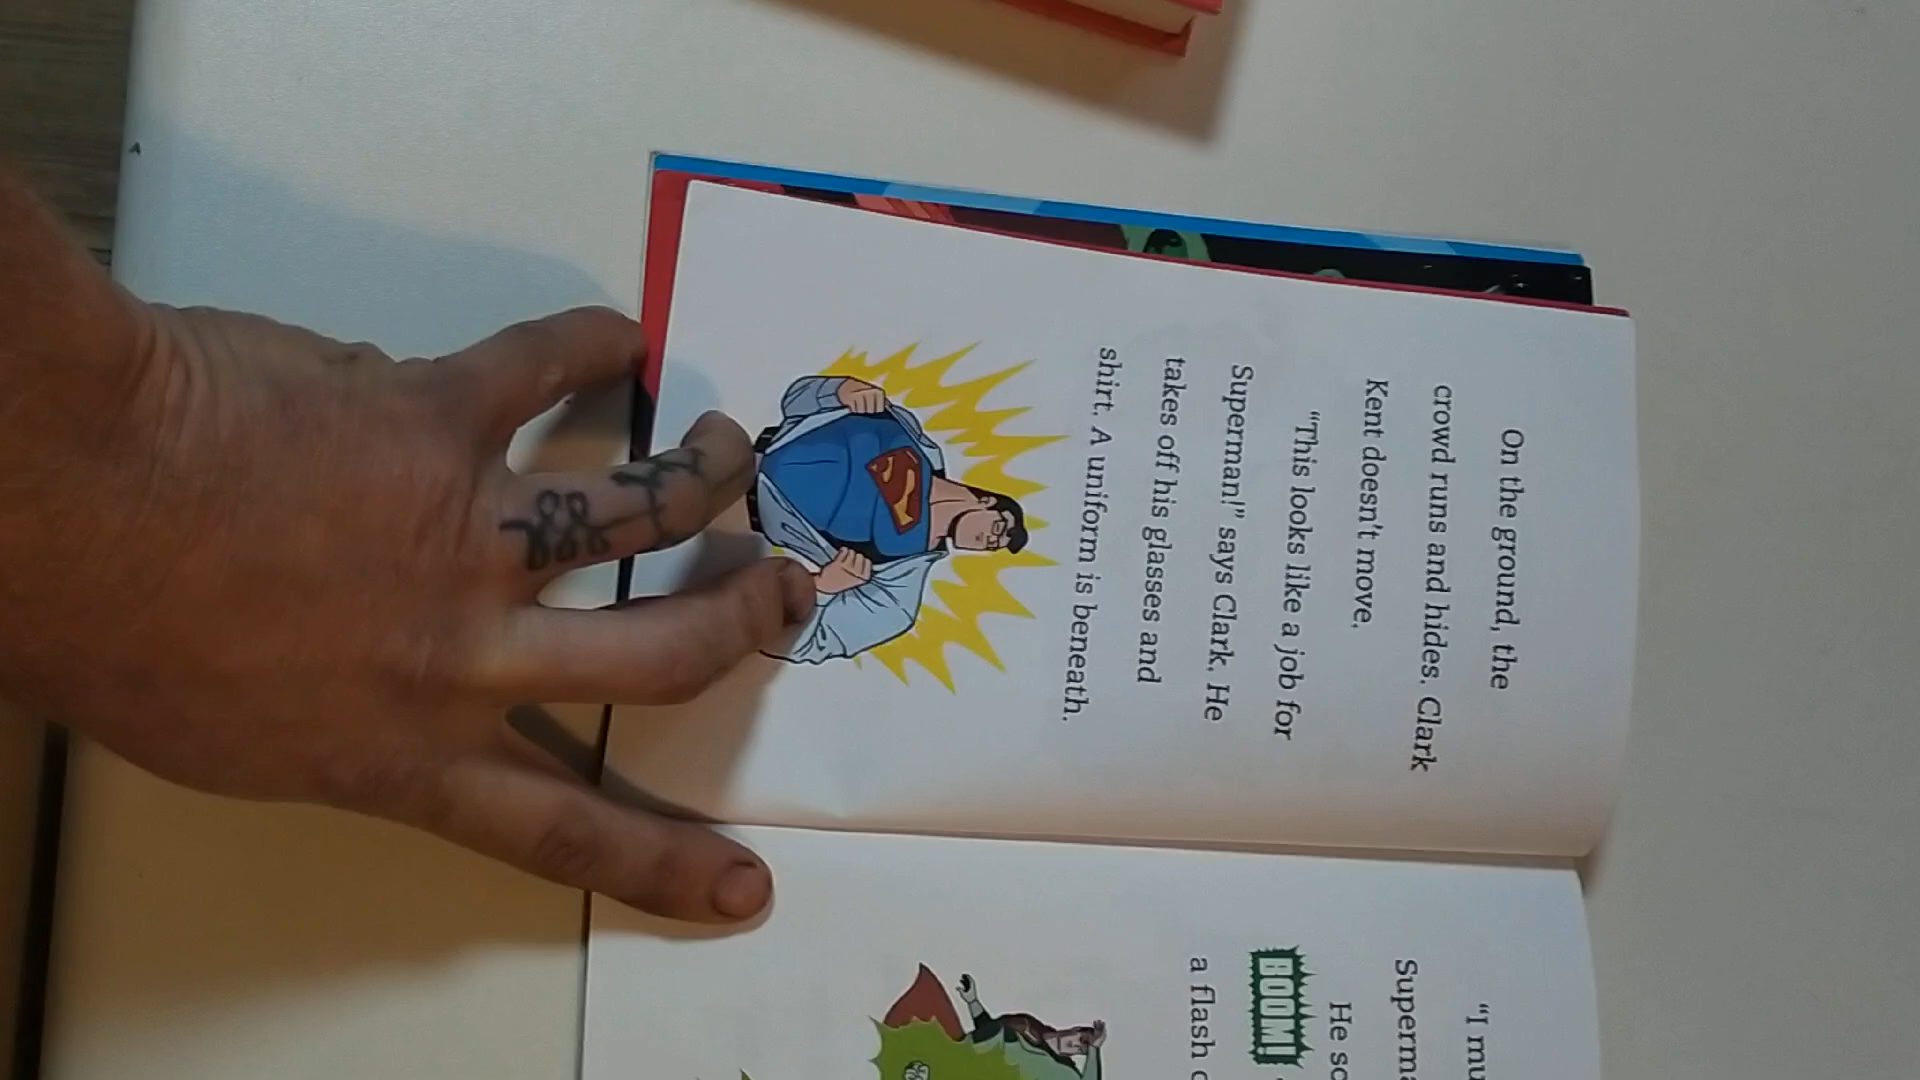 On the ground, the
crowd runs and hides. Clark
Kent doesn't move.
“This looks like a job for
Superman!” says Clark. He
takes off his glasses and
shirt. A uniform is beneath.
“I
He
BOOM!
a flash